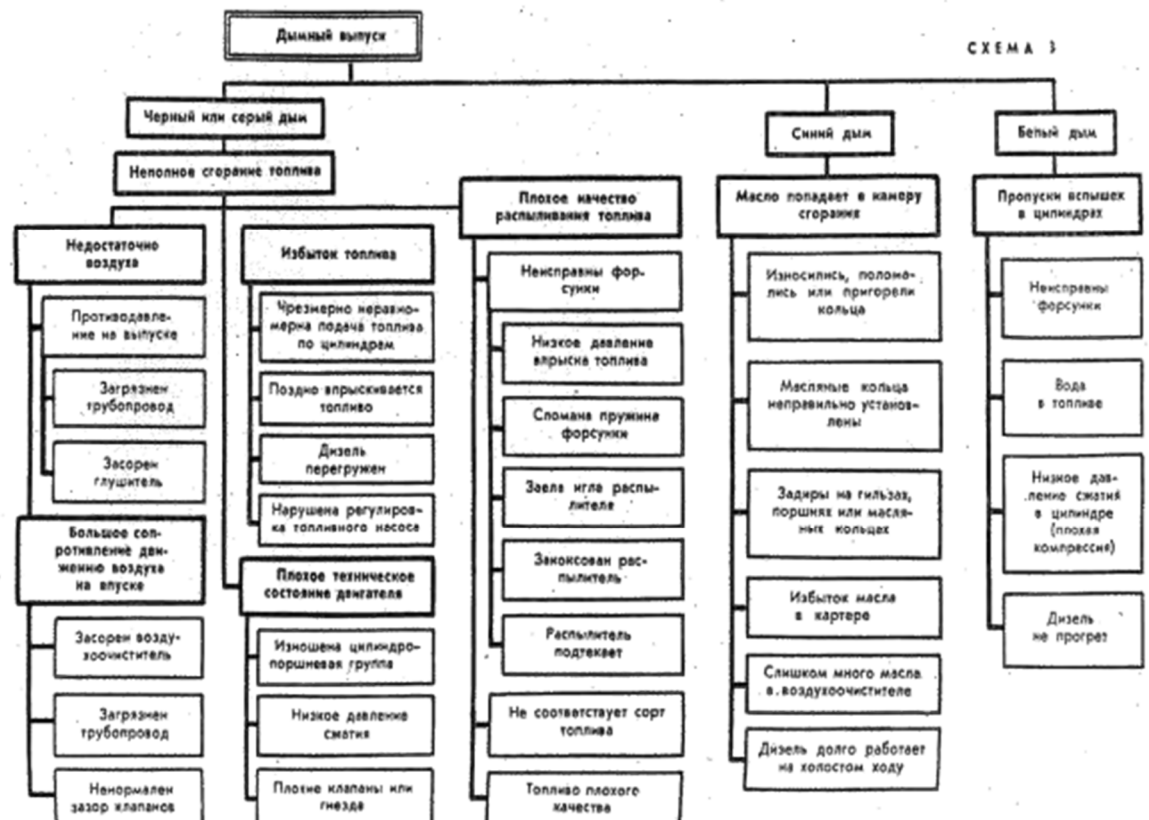 Дымный выпуск
СХЕМА 3
Черный или серый дым
Неполное сгорание топлива
Недостаточно
воздуха
Противодавле-
ние на выпуске
Загрязнен
трубопровод
Засорен
глушитель
Большое соп-
ротивление дви-
жению воздуха
на впуске
Засорен возду-
хоочиститель
Загрязнен
трубопровод
Ненормален
зазор клапанов
Избыток топлива
Чрезмерно неравно-
мерна подача топлива
по цилиндрам
Поздно впрыскивается
топливо
Дизель
перегружен
Нарушена регулиров-
ка топливного насоса
Плохое техническое
состояние двигателя
Изношена цилиндро-
поршневая группа
Низкое давление
сжатия
Плохие клапаны или
гнезда
Плохое качество
распыливания топлива
Неисправны фор-
сунки
Низкое давление
впрыска топлива
Сломана пружина
форсунки
Заела игла распы-
лителя
Закоксован рас-
пылитель
Распылитель
подтекает
Не соответствует сорт
топлива
Топливо плохого
качества
Синий дым
Масло попадает в камеру
сгорания
Износились, полома-
лись или пригорели
кольца
Масляные кольца
неправильно установ-
лены
Задиры на гильзах,
поршнях или масля-
ных кольцах
Избыток масла
в картере
Слишком много масла
в воздухоочистителе
Дизель долго работает
на холостом ходу
Белый дым
Пропуски вспышек
в цилиндрах
Неисправны
форсунки
Вода
в топливе
Низкое дав-
ление сжатия
в цилиндре
(плохая
компрессия)
Дизель
не прогрет